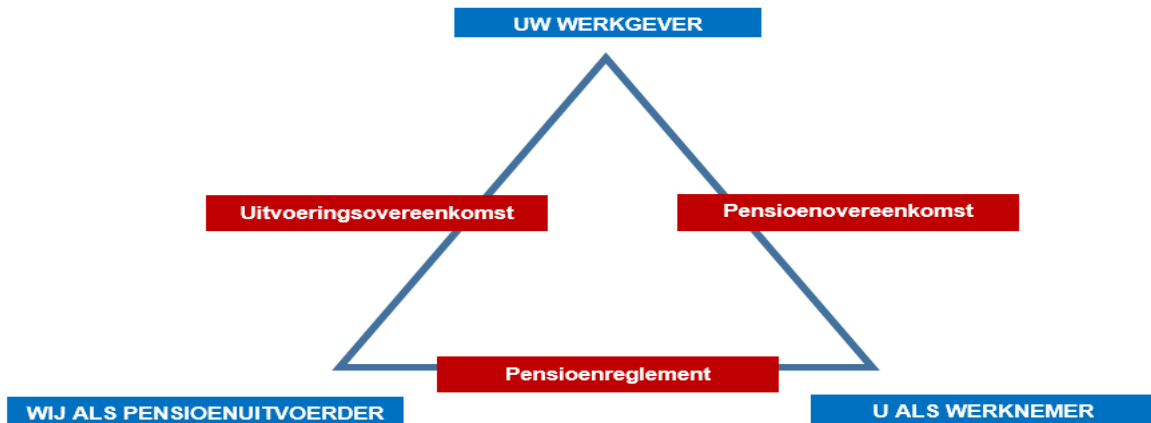 UW WERKGEVER
Uitvoeringsovereenkomst
Pensioenovereenkomst
Pensioenreglement
WIJ ALS PENSIOENUITVOERDER
U ALS WERKNEMER